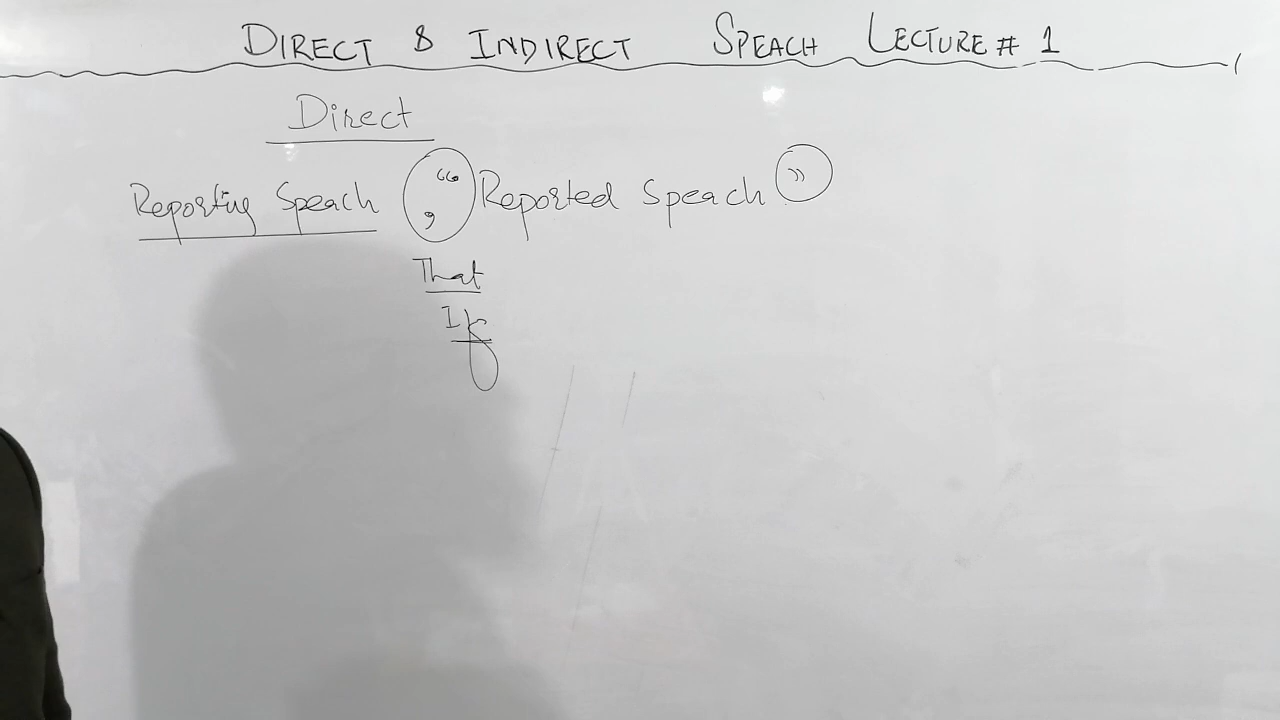 DIRECT & INDIRECT SPEACH LECTURE # 1
Direct
Reporting Speach , “ Reported Speach ”
That
If